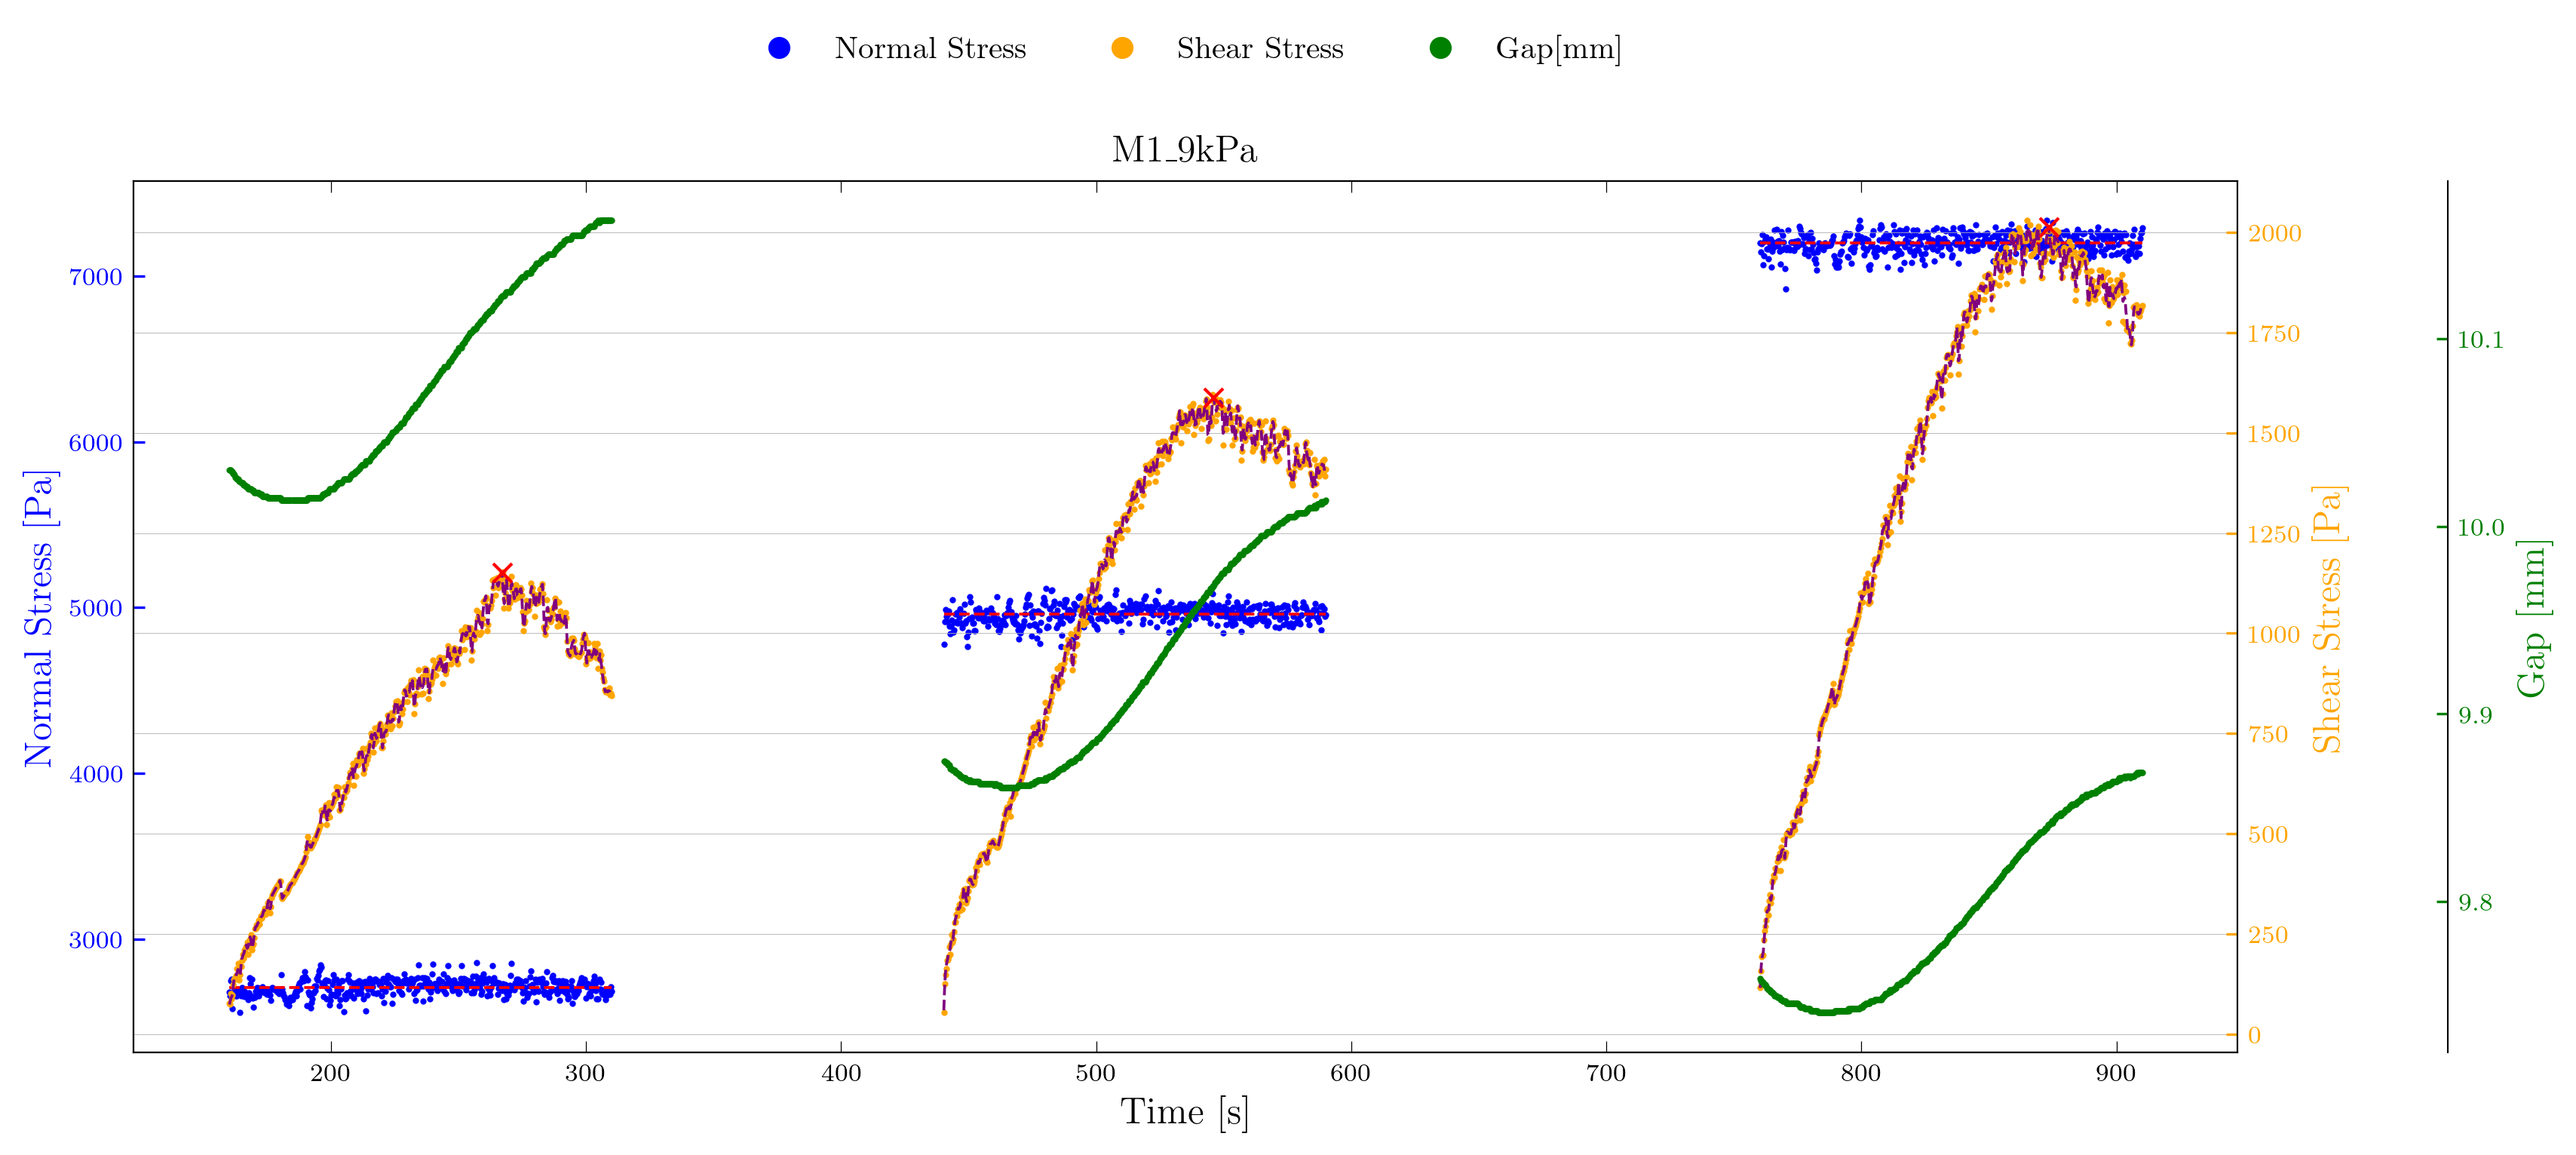 Normal Stress Shear Stress Gap[mm]
M1_9kPa
Normal Stress [Pa]
7000
6000
5000
4000
3000
2000
1750
1500
1250
1000
750
500
250
0
Shear Stress [Pa]
10.1
10.0
9.9
9.8
Gap [mm]
200 300 400 500 600 700 800 900
Time [s]